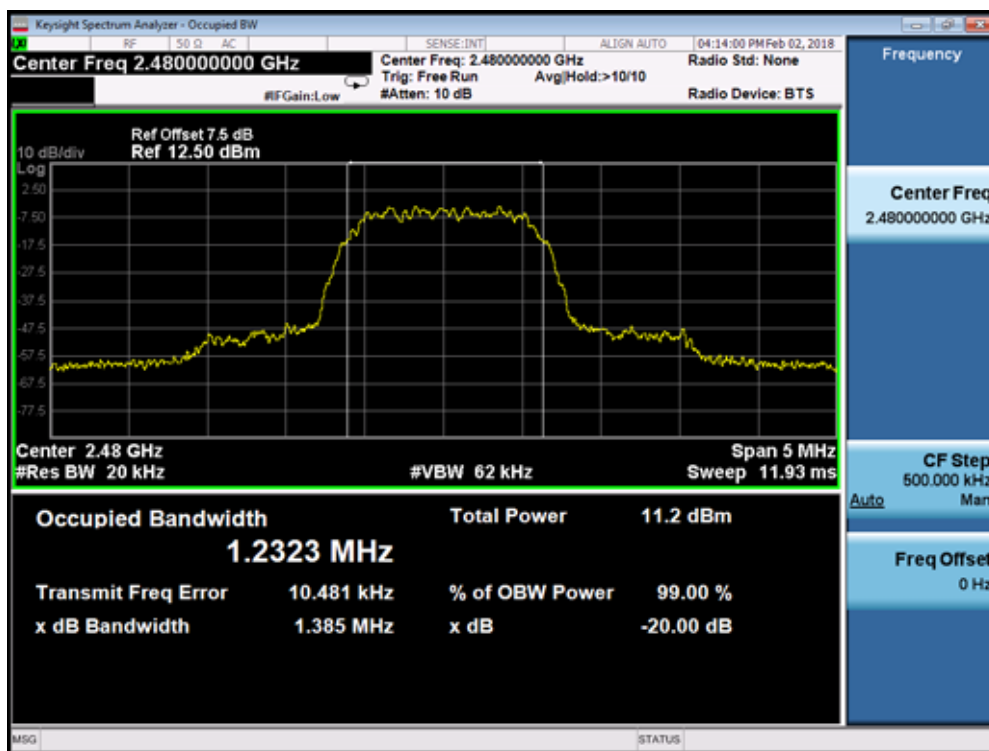 Keysight Spectrum Analyzer - Occupied BW
LXI RF 50 Ω AC SENSE:INT ALIGN AUTO 04:14:00 PM Feb 02, 2018
Center Freq 2.480000000 GHz
Center Freq: 2.480000000 GHz
Radio Std: None
Trig: Free Run Avg|Hold:>10/10
#IFGain:Low
#Atten: 10 dB
Radio Device: BTS
Ref Offset 7.5 dB
10 dB/div Ref 12.50 dBm
Log
2.50
-7.50
-17.5
-27.5
-37.5
-47.5
-57.5
-67.5
-77.5
Center 2.48 GHz Span 5 MHz
#Res BW 20 kHz #VBW 62 kHz Sweep 11.93 ms
Occupied Bandwidth Total Power 11.2 dBm
1.2323 MHz
Transmit Freq Error 10.481 kHz % of OBW Power 99.00 %
x dB Bandwidth 1.385 MHz x dB -20.00 dB
MSG STATUS
Frequency
Center Freq
2.480000000 GHz
CF Step
500.000 kHz
Auto Man
Freq Offset
0 Hz